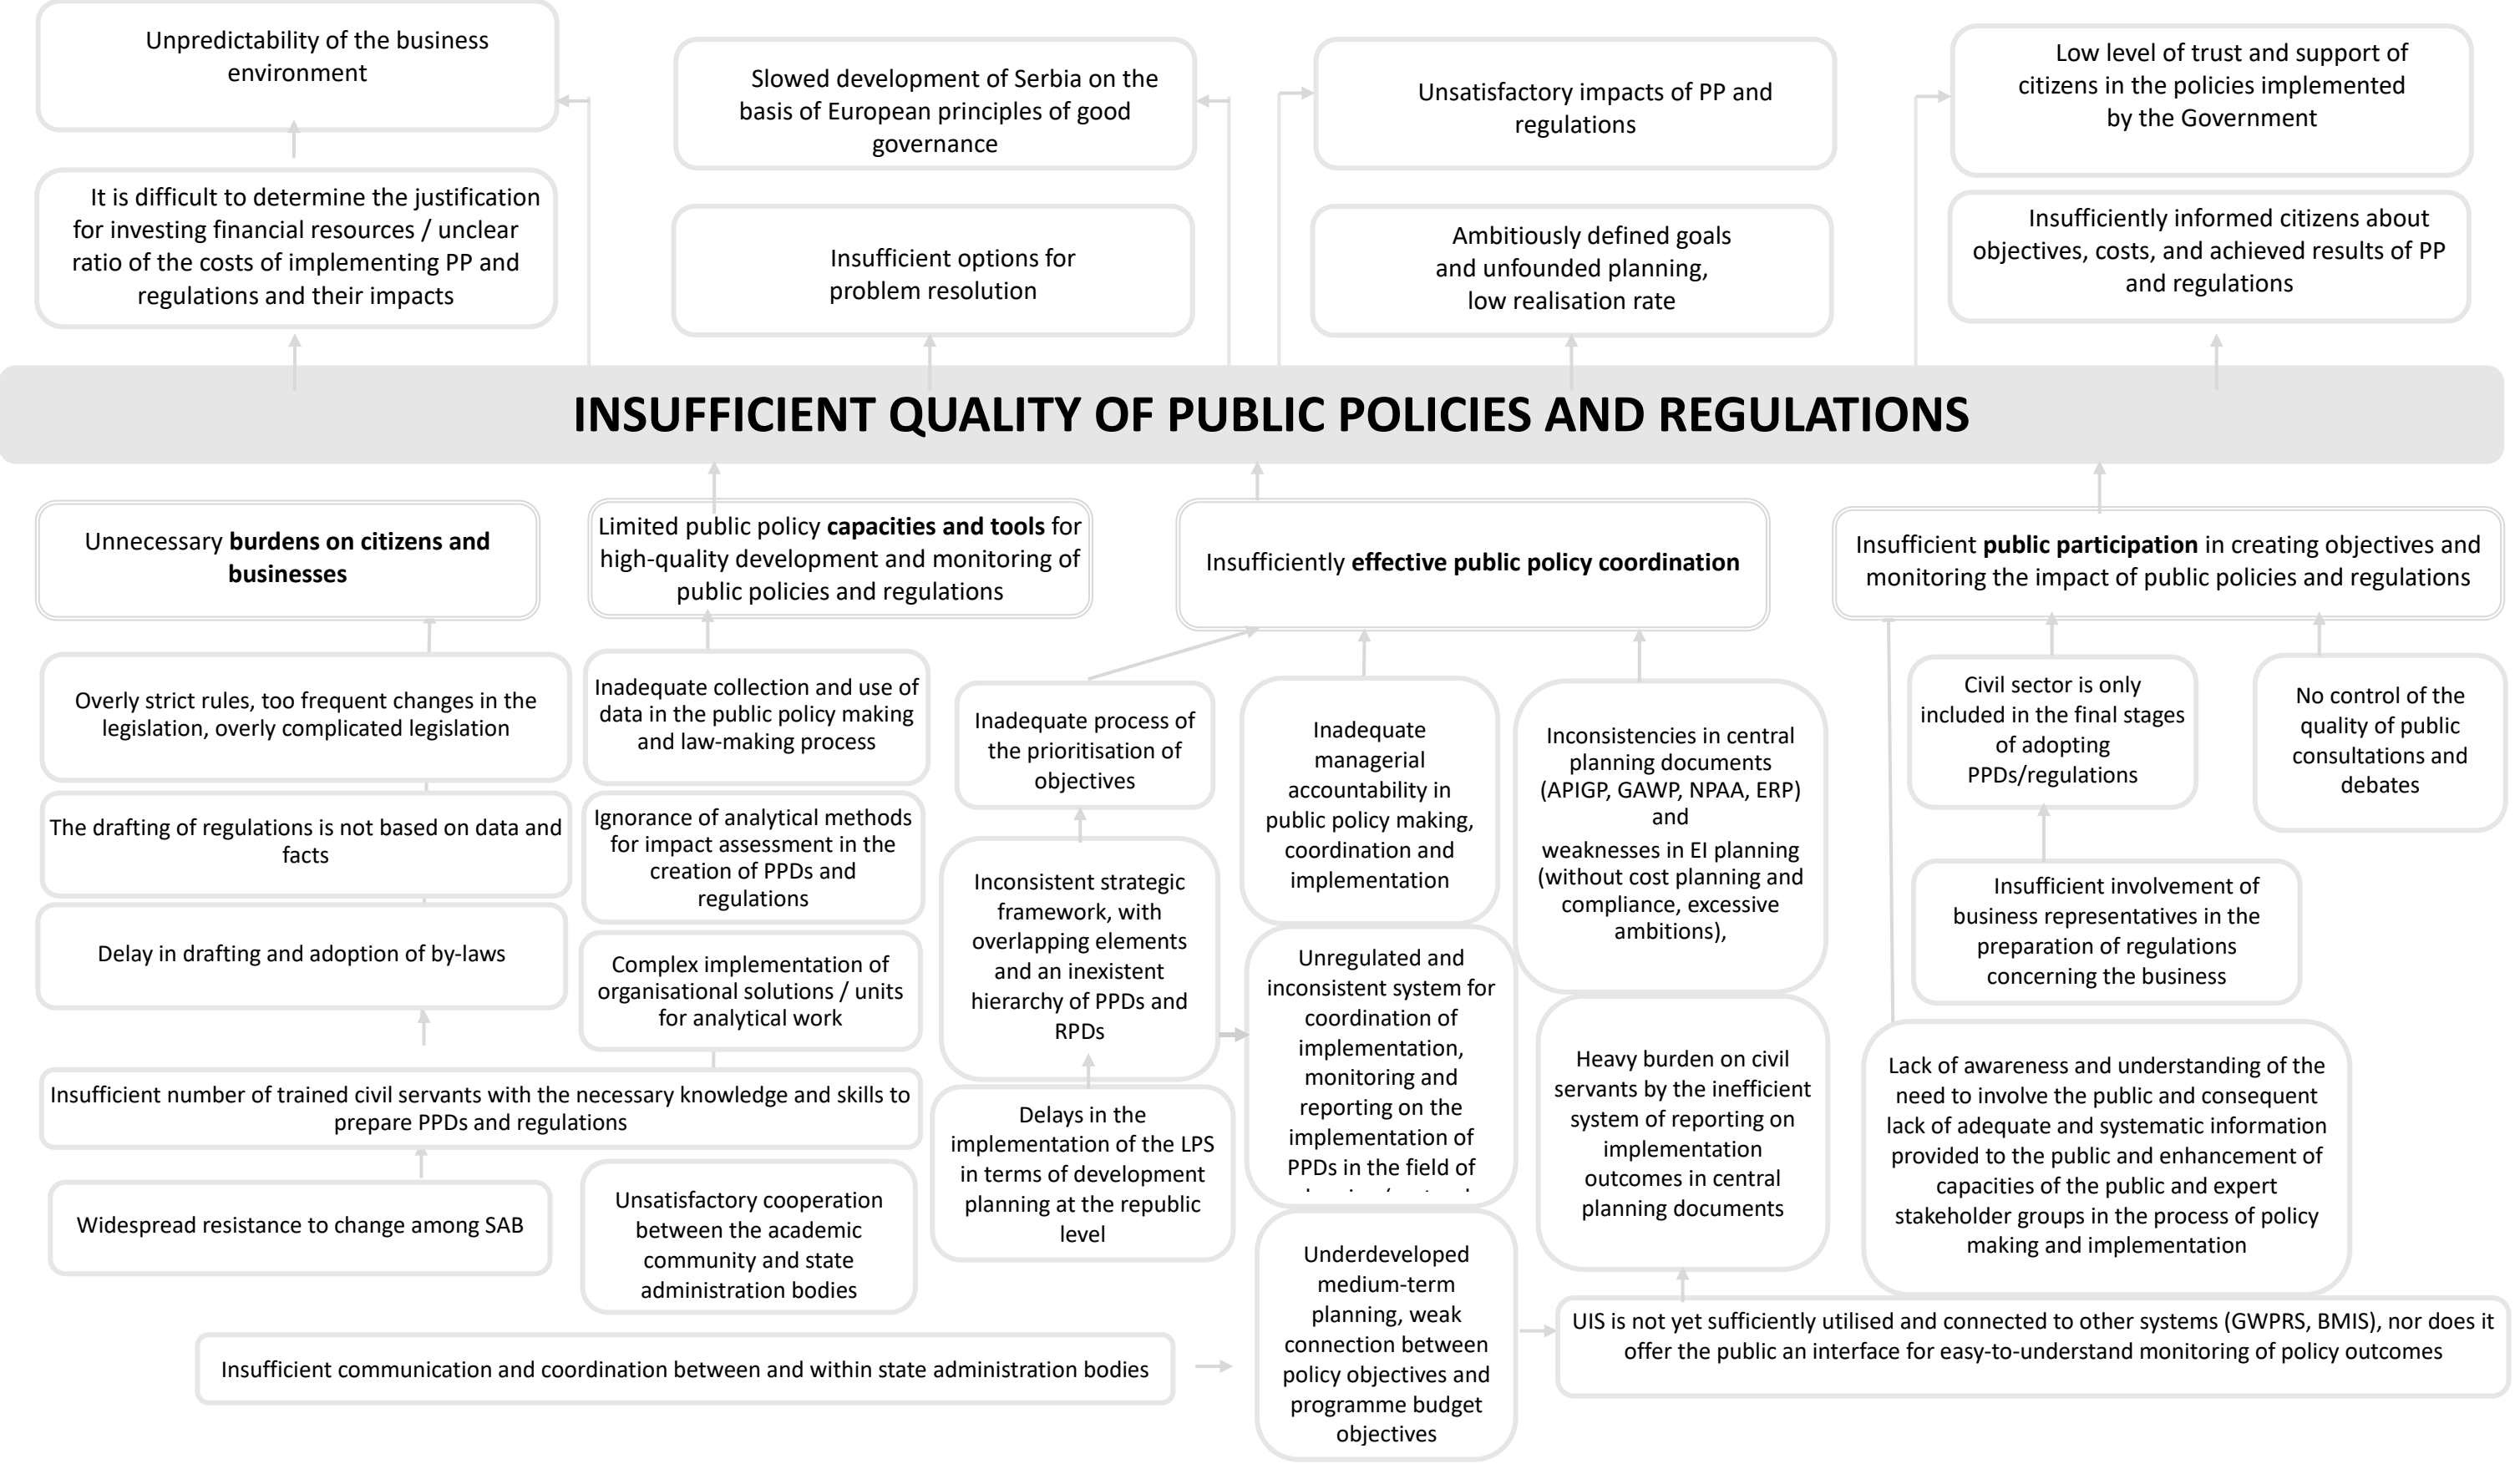 Unpredictability of the business
environment
Slowed development of Serbia on the
basis of European principles of good
governance
Unsatisfactory impacts of PP and
regulations
Low level of trust and support of
citizens in the policies implemented
by the Government
It is difficult to determine the justification
for investing financial resources / unclear
ratio of the costs of implementing PP and
regulations and their impacts
Insufficient options for
problem resolution
Ambitiously defined goals
and unfounded planning,
low realisation rate
Insufficiently informed citizens about
objectives, costs, and achieved results of PP
and regulations
INSUFFICIENT QUALITY OF PUBLIC POLICIES AND REGULATIONS
Unnecessary burdens on citizens and
businesses
Limited public policy capacities and tools for
high-quality development and monitoring of
public policies and regulations
Insufficiently effective public policy coordination
Insufficient public participation in creating objectives and
monitoring the impact of public policies and regulations
Overly strict rules, too frequent changes in the
legislation, overly complicated legislation
The drafting of regulations is not based on data and
facts
Delay in drafting and adoption of by-laws
Inadequate collection and use of
data in the public policy making
and law-making process
Ignorance of analytical methods
for impact assessment in the
creation of PPDs and
regulations
Complex implementation of
organisational solutions / units
for analytical work
Insufficient number of trained civil servants with the necessary knowledge and skills to
prepare PPDs and regulations
Widespread resistance to change among SAB
Unsatisfactory cooperation
between the academic
community and state
administration bodies
Insufficient communication and coordination between and within state administration bodies
Inadequate process of
the prioritisation of
objectives
Inconsistent strategic
framework, with
overlapping elements
and an inexistent
hierarchy of PPDs and
RPDs
Delays in the
implementation of the LPS
in terms of development
planning at the republic
level
Inadequate
managerial
accountability in
public policy making,
coordination and
implementation
Unregulated and
inconsistent system for
coordination of
implementation,
monitoring and
reporting on the
implementation of
PPDs in the field of
Underdeveloped
medium-term
planning, weak
connection between
policy objectives and
programme budget
objectives
Inconsistencies in central
planning documents
(APIGP, GAWP, NPAA, ERP)
and
weaknesses in EI planning
(without cost planning and
compliance, excessive
ambitions),
Heavy burden on civil
servants by the inefficient
system of reporting on
implementation
outcomes in central
planning documents
Civil sector is only
included in the final stages
of adopting
PPDs/regulations
No control of the
quality of public
consultations and
debates
Insufficient involvement of
business representatives in the
preparation of regulations
concerning the business
Lack of awareness and understanding of the
need to involve the public and consequent
lack of adequate and systematic information
provided to the public and enhancement of
capacities of the public and expert
stakeholder groups in the process of policy
making and implementation
UIS is not yet sufficiently utilised and connected to other systems (GWPRS, BMIS), nor does it
offer the public an interface for easy-to-understand monitoring of policy outcomes